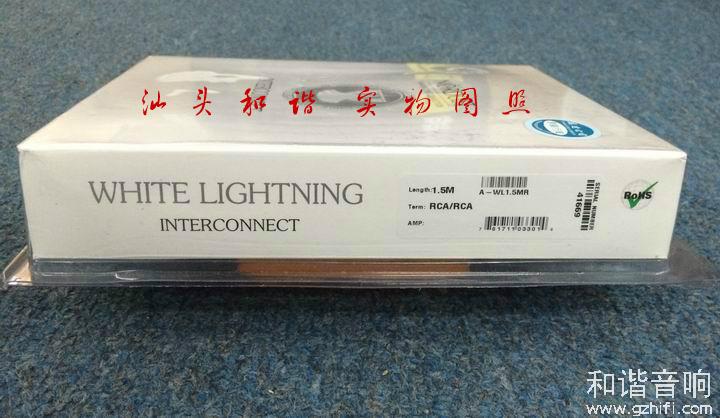 汕头和谐实物图照
WHITE LIGHTNING
INTERCONNECT
Length: 1.5M
A-WL1.5MR
Term: RCA/RCA
AMP:
SERIAL NUMBER
41669
RoHS
和谐音响
www.gzhifi.com